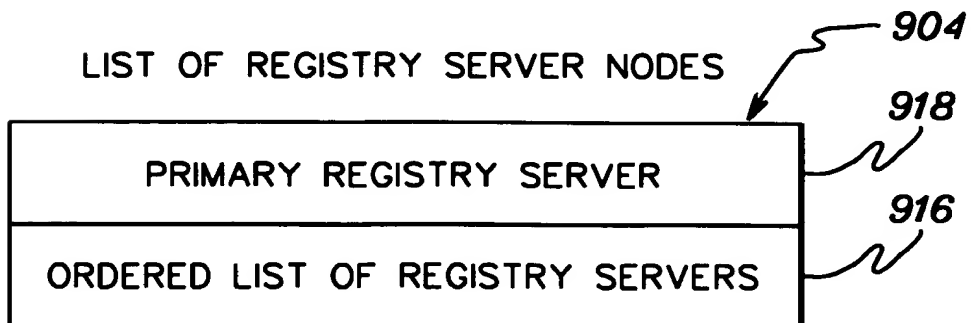 904
LIST OF REGISTRY SERVER NODES
918
PRIMARY REGISTRY SERVER
916
ORDERED LIST OF REGISTRY SERVERS